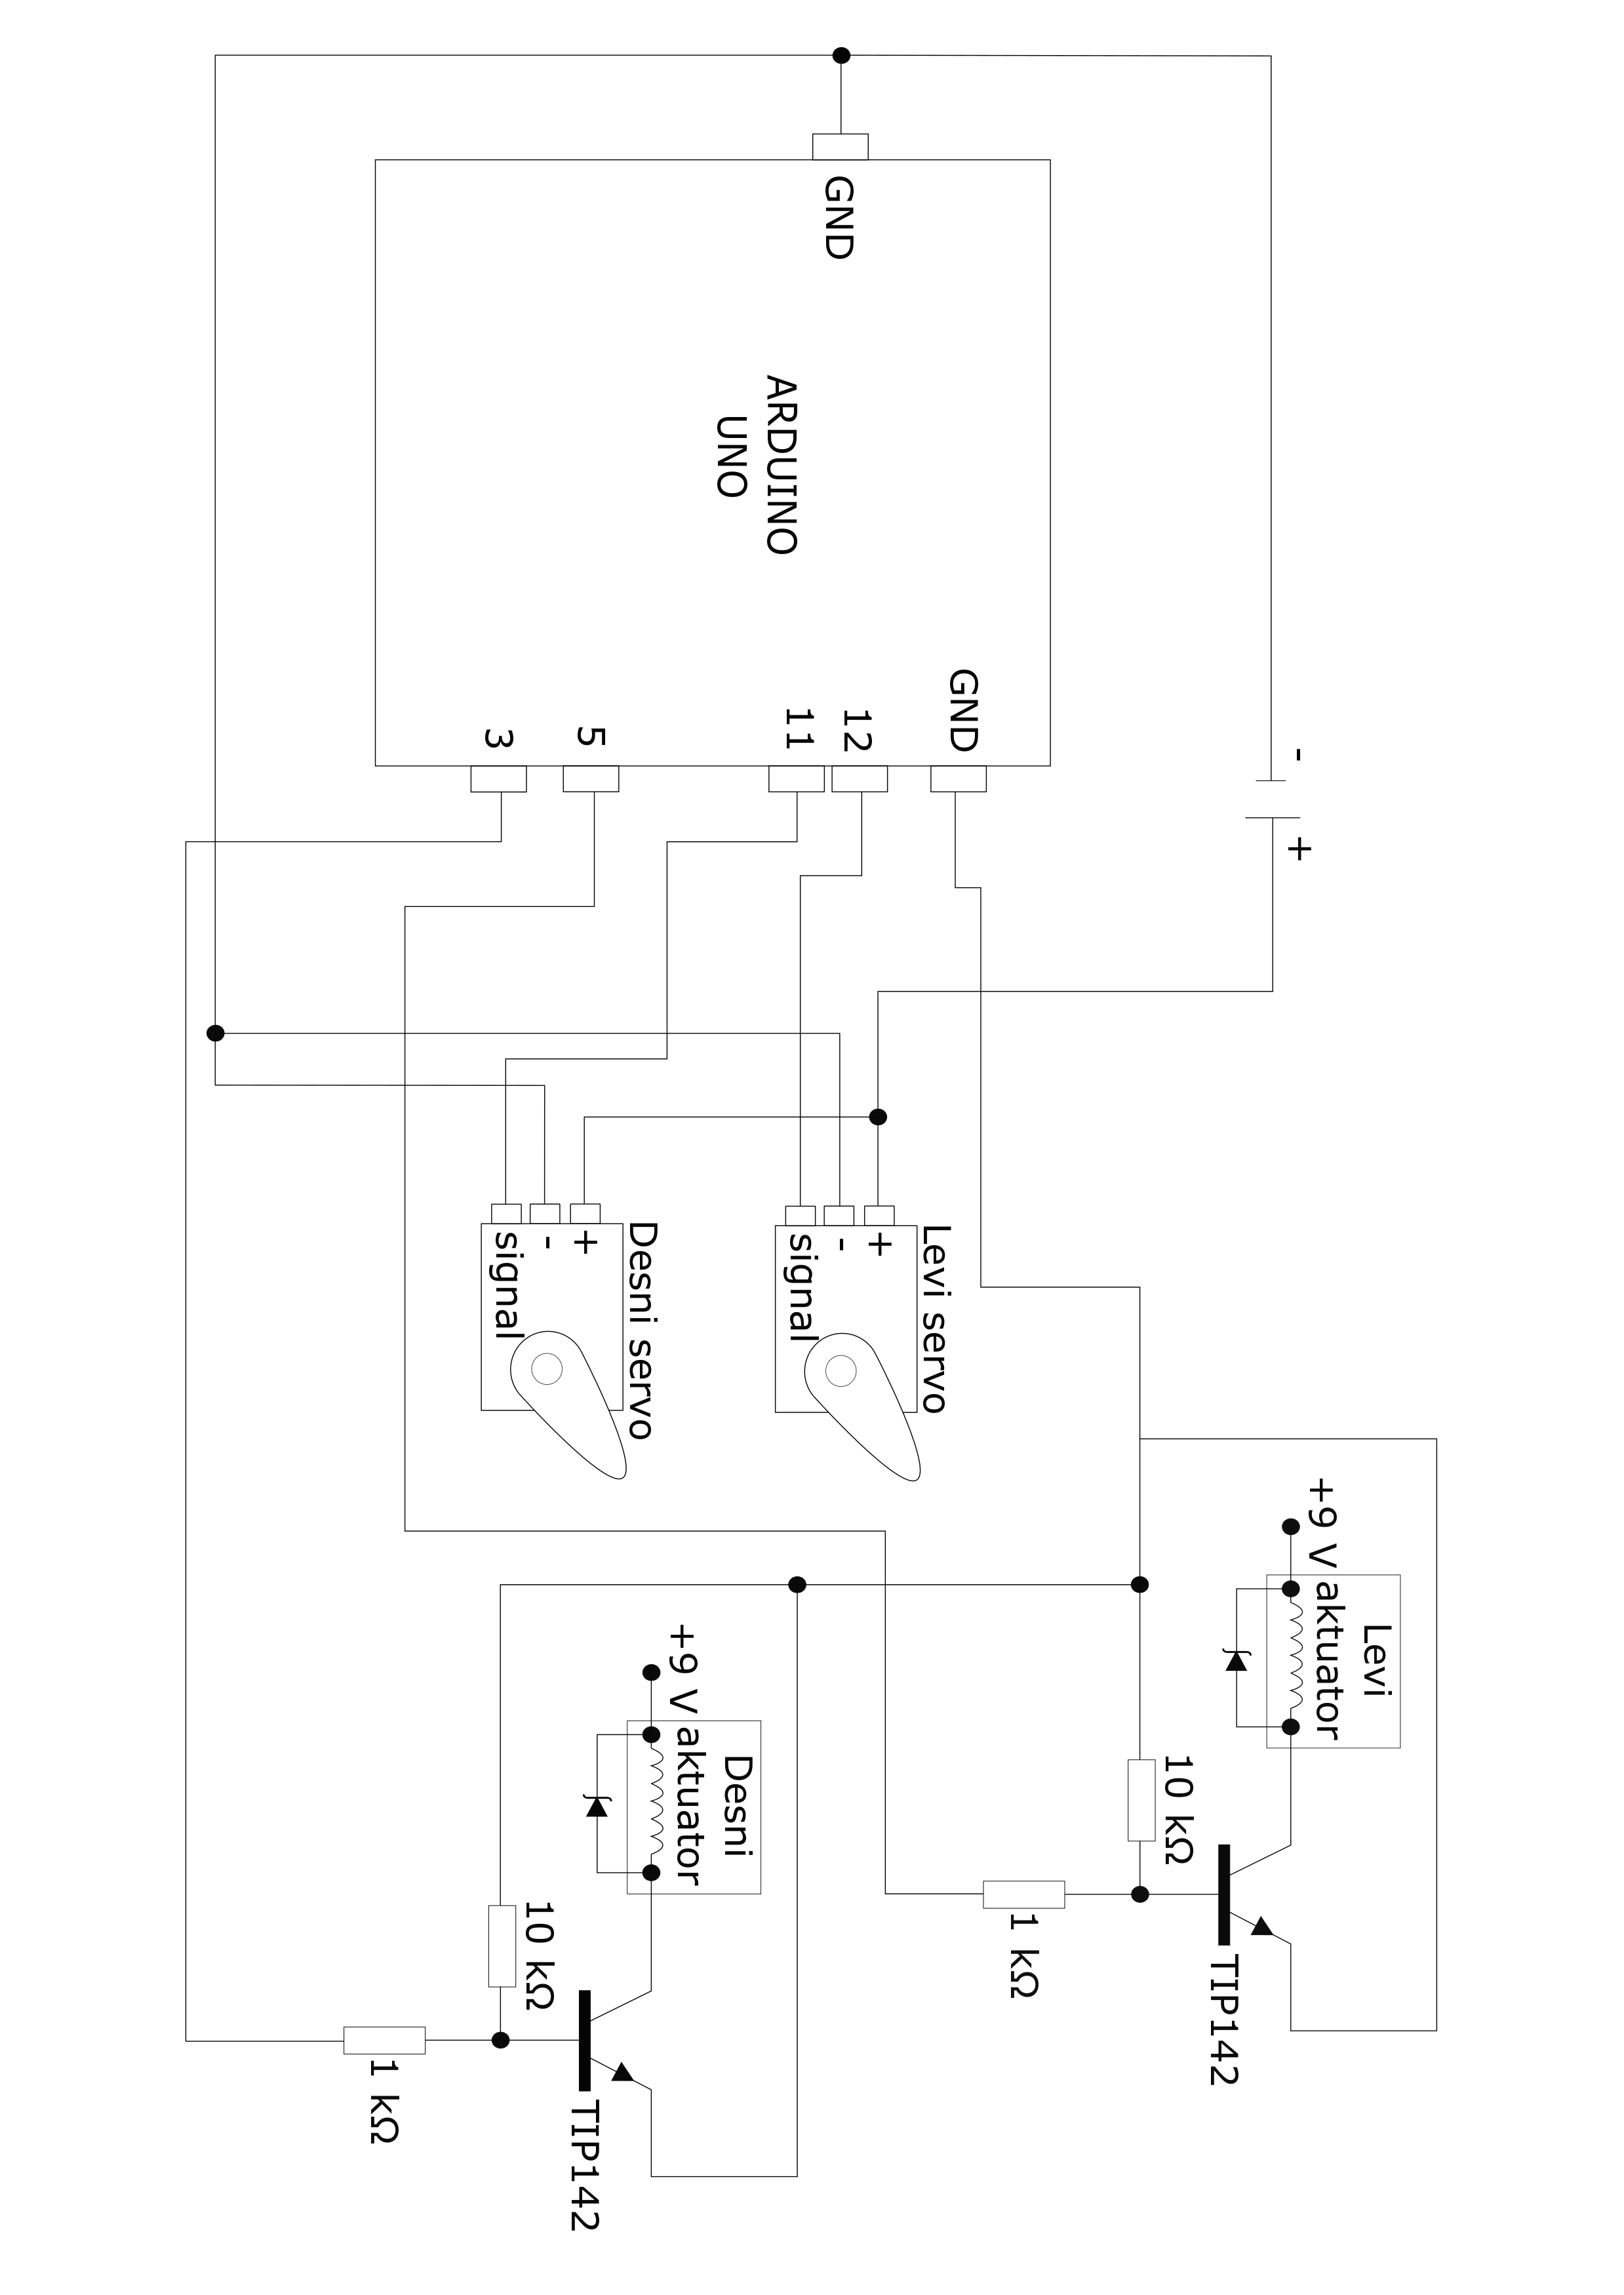 GND
ARDUINO
UNO
GND
12
11
5
3
-
+
Levi servo
+
-
signal
Desni servo
+
-
signal
+9 V
Levi
aktuator
10 kΩ
1 kΩ
TIP142
+9 V
Desni
aktuator
10 kΩ
1 kΩ
TIP142